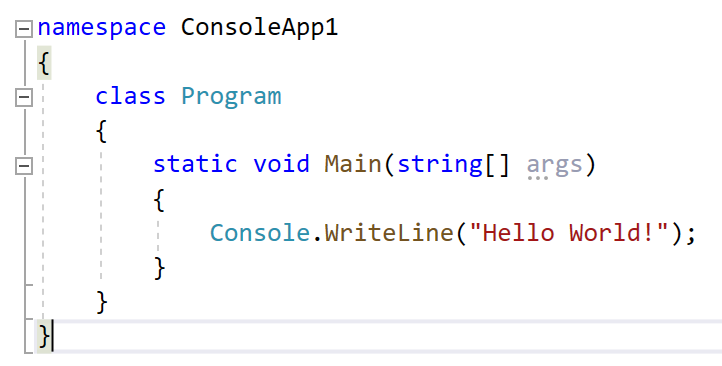 namespace ConsoleApp1
{
    class Program
    {
        static void Main(string[] args)
        {
            Console.WriteLine("Hello World!");
        }
    }
}